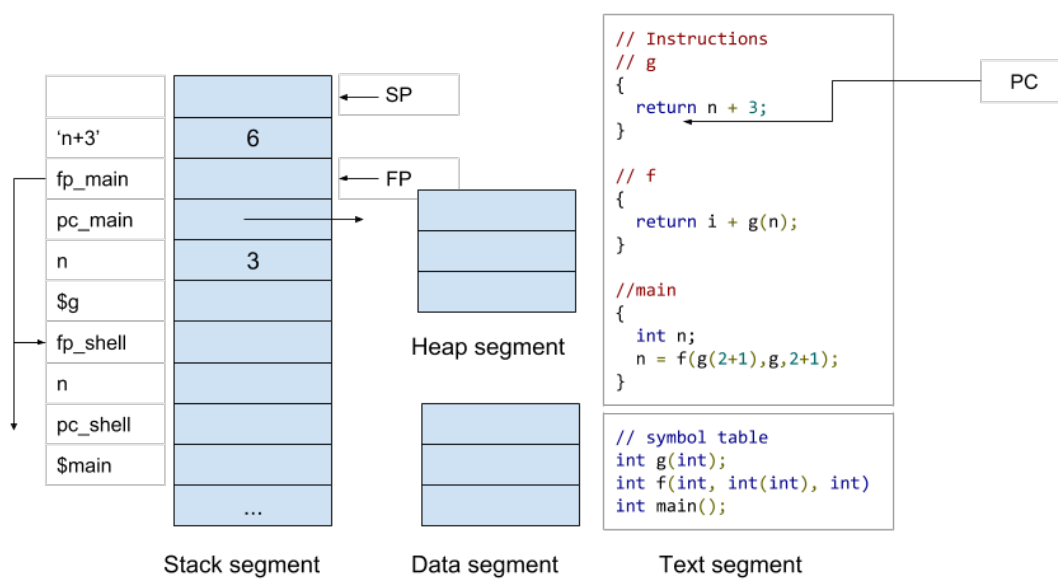 SP
‘n+3’
6
fp_main
FP
pc_main
n
3
$g
fp_shell
n
pc_shell
$main
...
Stack segment
Heap segment
Data segment
// Instructions
// g
{
return n + 3;
}
// f
{
return i + g(n);
}
//main
{
int n;
n = f(g(2+1),g,2+1);
}
// symbol table
int g(int);
int f(int, int(int), int)
int main();
Text segment
PC